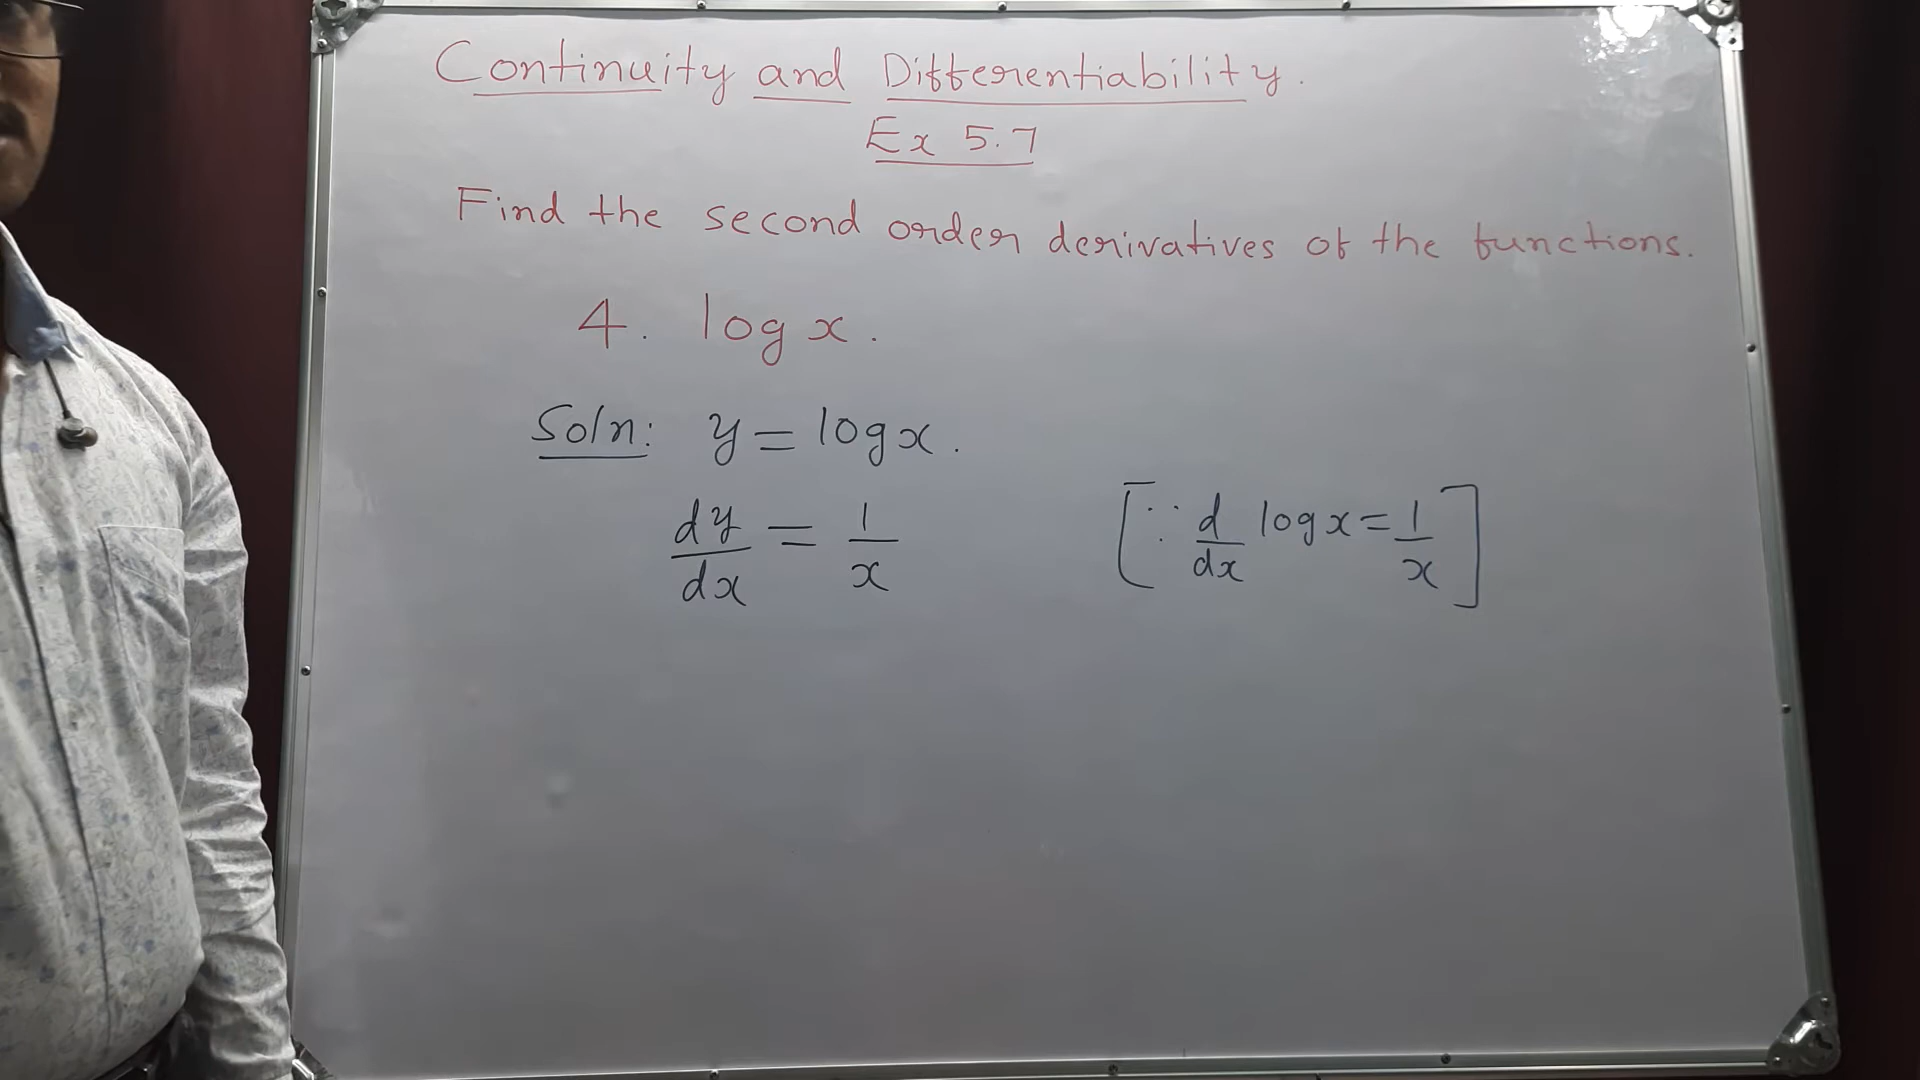 Continuity and Differentiability.
Ex 5.7
Find the second order derivatives of the functions.
4. log x.
Soln: y = log x.
dy/dx = 1/x [∵ d/dx log x = 1/x]